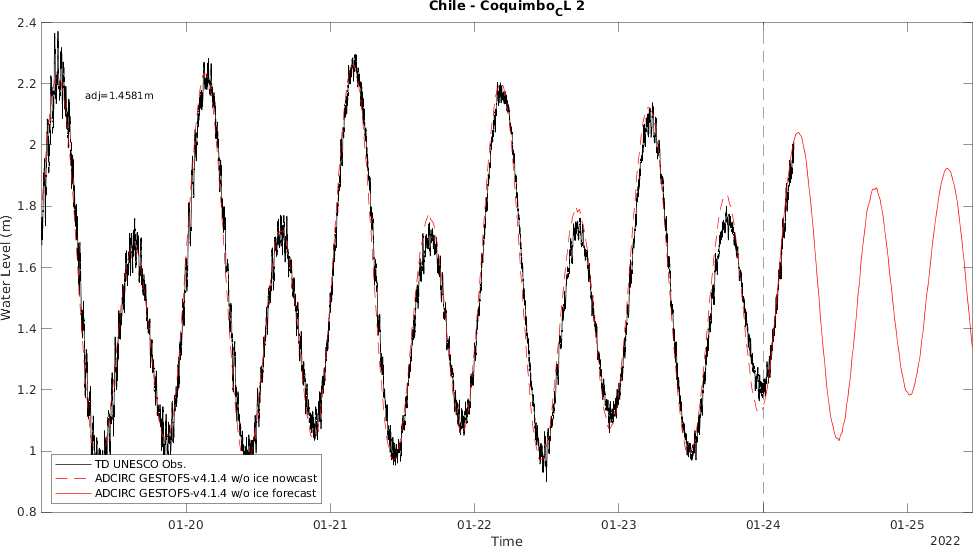 Chile - Coquimbo_CL 2
2.4
2.2
2
1.8
1.6
1.4
1.2
1
0.8
Water Level (m)
adj=1.4581m
TD UNESCO Obs.
ADCIRC GESTOFS-v4.1.4 w/o ice nowcast
ADCIRC GESTOFS-v4.1.4 w/o ice forecast
01-20
01-21
01-22
01-23
01-24
01-25
Time
2022